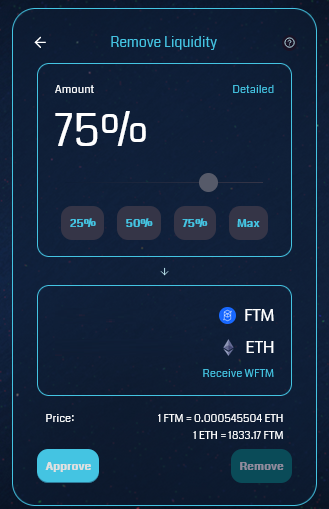 Remove Liquidity
Amount
Detailed
75%
25% 50% 75% Max
FTM
ETH
Receive WFTM
Price: 1 FTM = 0.000545504 ETH
1 ETH = 1833.17 FTM
Approve Remove